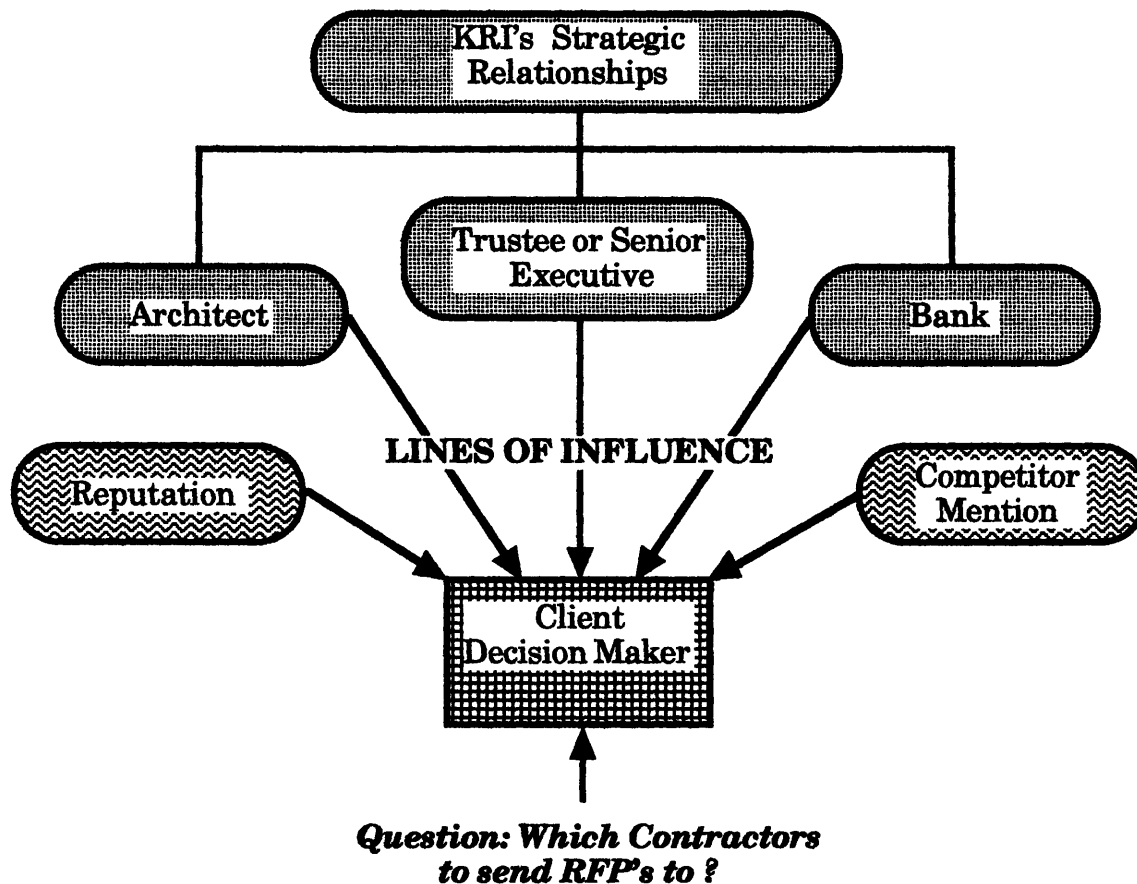 KRI's Strategic
Relationships
Trustee or Senior
Executive
Architect
Bank
LINES OF INFLUENCE
Reputation
Competitor
Mention
Client
Decision Maker
Question: Which Contractors
to send RFP's to ?